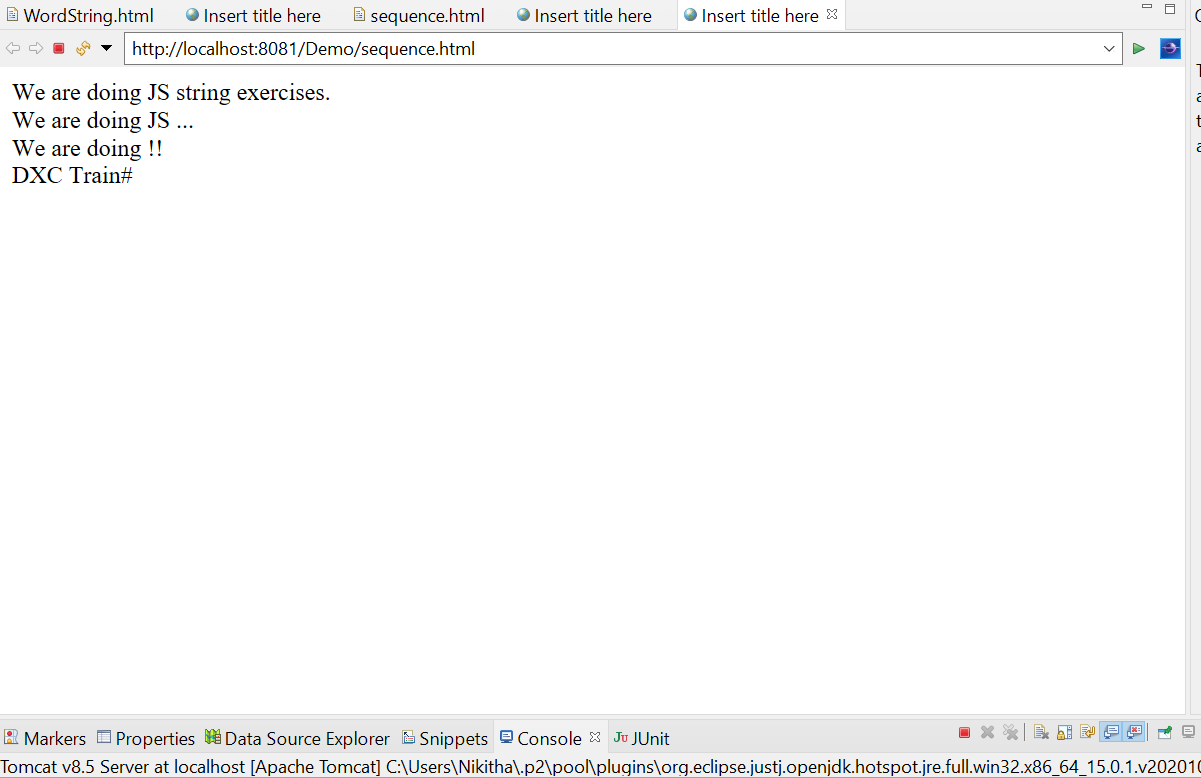 WordString.html Insert title here sequence.html Insert title here Insert title here
http://localhost:8081/Demo/sequence.html
We are doing JS string exercises.
We are doing JS ...
We are doing !!
DXC Train#
Markers Properties Data Source Explorer Snippets Console JUnit
Tomcat v8.5 Server at localhost [Apache Tomcat] C:\Users\Nikitha\.p2\pool\plugins\org.eclipse.justj.openjdk.hotspot.jre.full.win32.x86_64_15.0.1.v20201